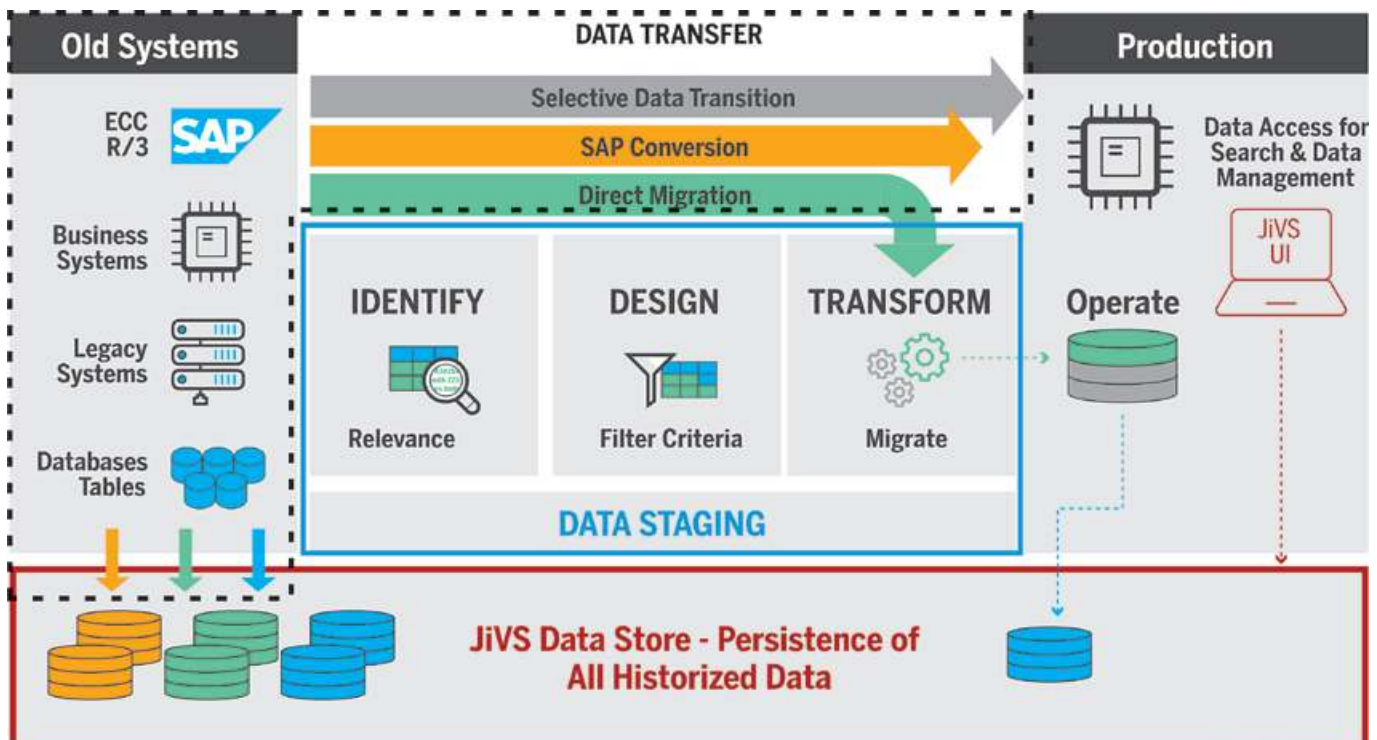 Old Systems
ECC
R/3
SAP
Business
Systems
Legacy
Systems
Databases
Tables
DATA TRANSFER
Selective Data Transition
SAP Conversion
Direct Migration
IDENTIFY
Relevance
DESIGN
Filter Criteria
TRANSFORM
Migrate
DATA STAGING
Production
Data Access for
Search & Data
Management
JiVS
UI
Operate
JiVS Data Store - Persistence of
All Historized Data